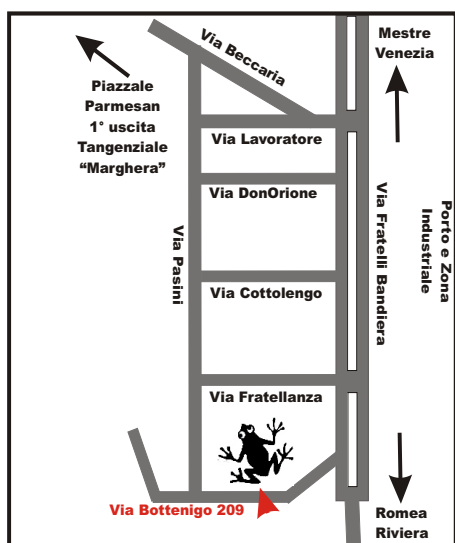 Mestre
Venezia
Via Beccaria
Piazzale
Parmesan
1° uscita
Tangenziale
“Marghera”
Via Lavoratore
Via DonOrione
Via Pasini
Via Fratelli Bandiera
Porto e Zona
Industriale
Via Cottolengo
Via Fratellanza
Via Bottenigo 209
Romea
Riviera